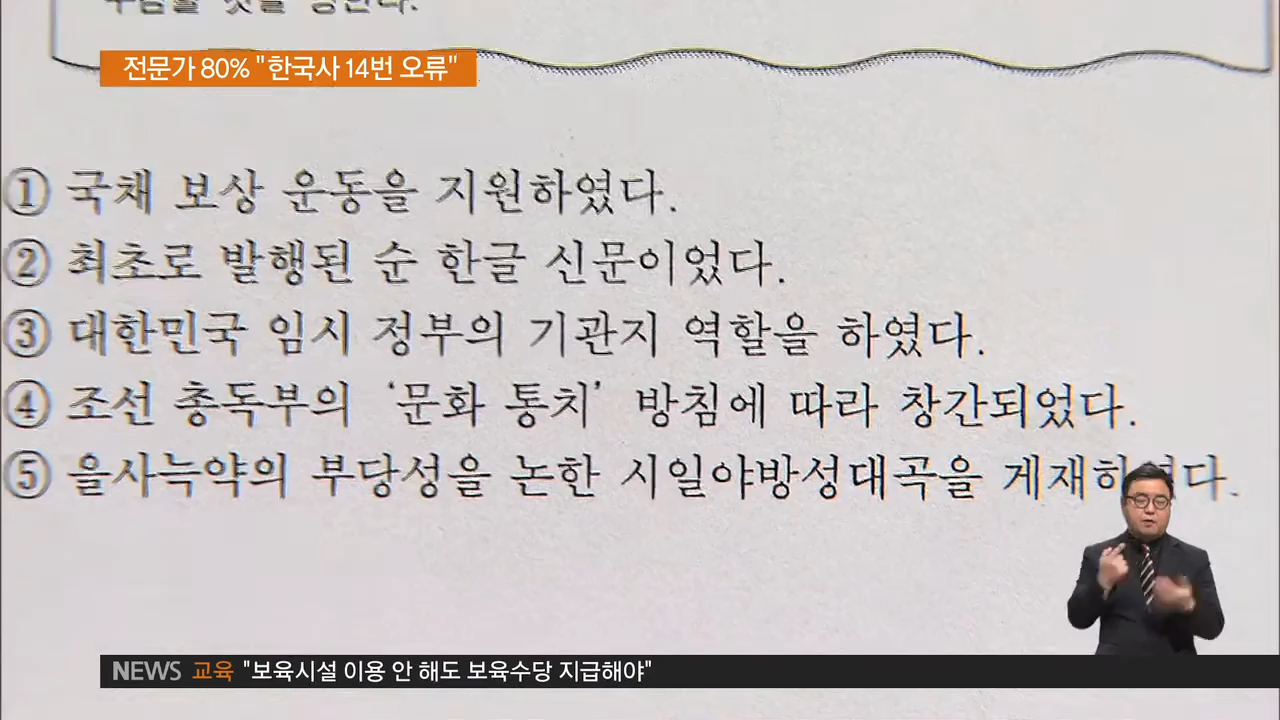 전문가 80% "한국사 14번 오류"
① 국채 보상 운동을 지원하였다.
② 최초로 발행된 순 한글 신문이었다.
③ 대한민국 임시 정부의 기관지 역할을 하였다.
④ 조선 총독부의 ‘문화 통치’ 방침에 따라 창간되었다.
⑤ 을사늑약의 부당성을 논한 시일야방성대곡을
NEWS 교육 "보육시설 이용 안 해도 보육수당 지급해야"